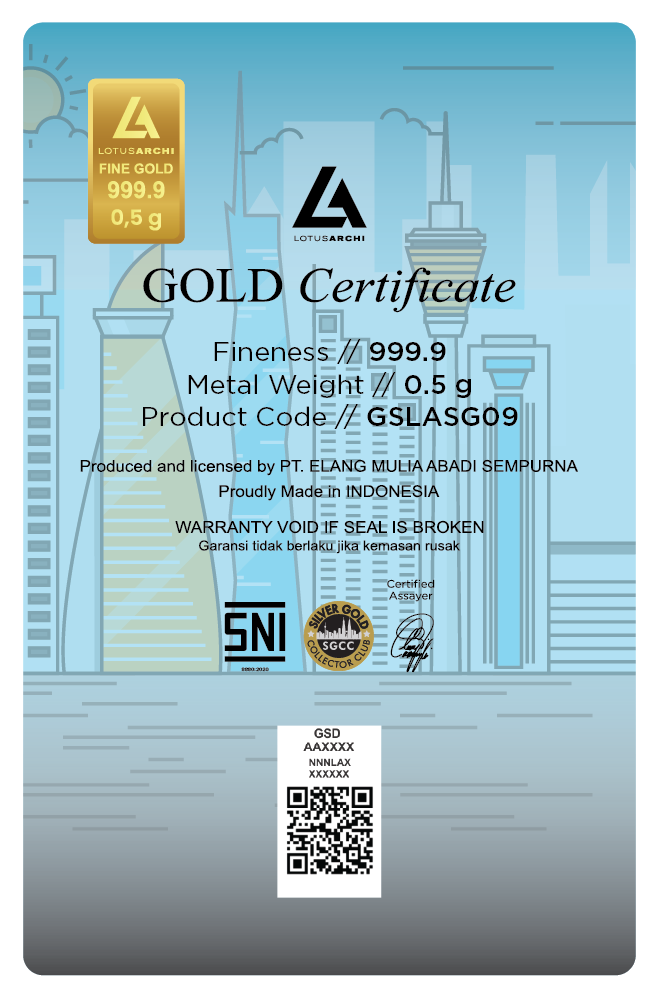 LOTUSARCHI
FINE GOLD
999.9
0,5 g
LOTUSARCHI
GOLD Certificate
Fineness // 999.9
Metal Weight // 0.5 g
Product Code // GSLASG09
Produced and licensed by PT. ELANG MULIA ABADI SEMPURNA
Proudly Made in INDONESIA
WARRANTY VOID IF SEAL IS BROKEN
Garansi tidak berlaku jika kemasan rusak
Certified
Assayer
SNI
SILVER GOLD
SGCC
COLLECTOR CLUB
GSD
AAXXXX
NNNLAX
XXXXXX